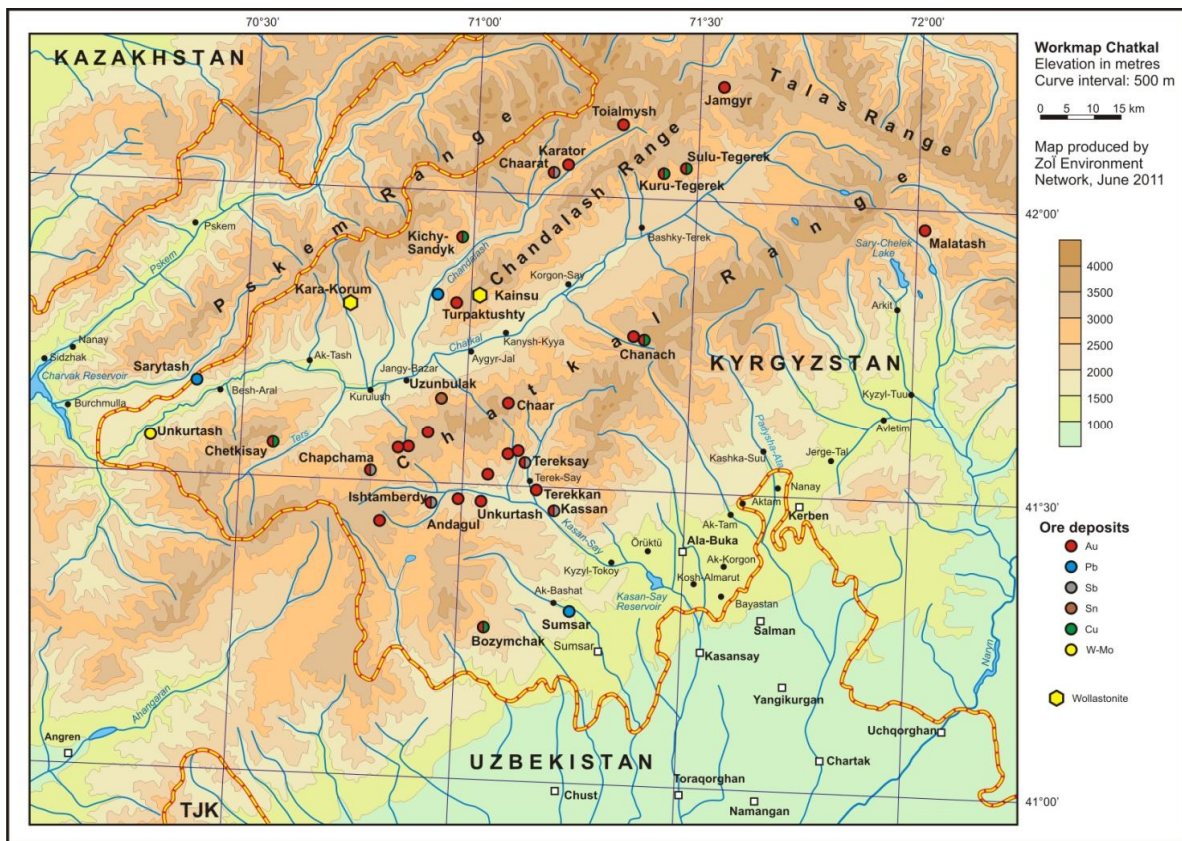 70°30' 71°00' 71°30' 72°00'
KAZAKHSTAN
Workmap Chatkal
Elevation in metres
Curve interval: 500 m
0 5 10 15 km
Map produced by
Zoï Environment
Network, June 2011
Talas Range
Jamgyr
Toialmysh
Karator
Chaarat
Sulu-Tegerek
Kuru-Tegerek
Pskem Range
Chandalash Range
Chatkal Range
42°00'
Pskem
Pskem
Kichy-
Sandyk
Chandalash
Bashky-Terek
Sary-Chelek
Lake
Malatash
Kara-Korum
Kainsu
Korgon-Say
Turpaktushty
Arkit
4000
3500
3000
2500
2000
1500
1000
Nanay
Sidzhak
Ak-Tash
Chatkal
Kanysh-Kyya
Aygyr-Jal
Chanach
KYRGYZSTAN
Sarytash
Charvak Reservoir
Besh-Aral
Jangy-Bazar
Kurulush
Uzunbulak
Burchmulla
Chaar
Kyzyl-Tuu
Avletim
Unkurtash
Chetkisay
Ters
Chapchama
Tereksay
Terek-Say
Padysha-Ata
Kashka-Suu
Jerge-Tal
Ishtamberdy
Terekkan
Kassan
Unkurtash
Andagul
Nanay
Aktam
Kerben
41°30'
Ak-Tam
Kasan-Say
Örüktü
Ala-Buka
Ak-Korgon
Kyzyl-Tokoy
Kosh-Almarut
Kasan-Say
Reservoir
Bayastan
Ore deposits
Au
Pb
Sb
Sn
Cu
W-Mo
Wollastonite
Ak-Bashat
Sumsar
Bozymchak
Sumsar
Salman
Kasansay
Naryn
Yangikurgan
Ahangaran
Angren
Uchqorghan
UZBEKISTAN
Chartak
TJK
Chust
Toraqorghan
Namangan
41°00'